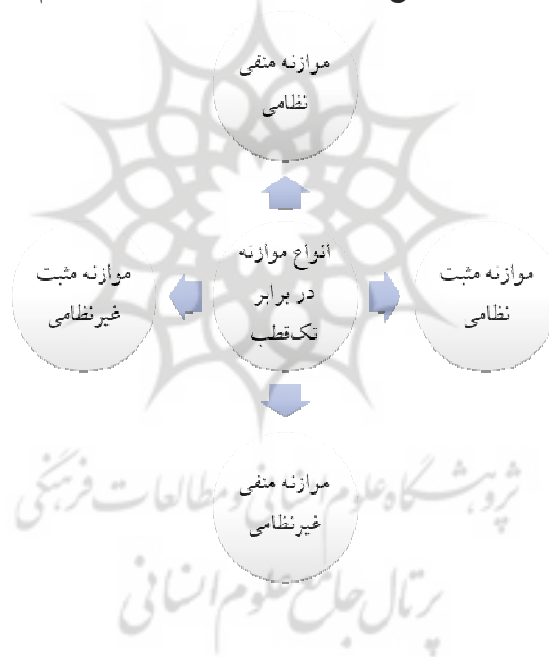 موازنه منفی
نظامی
انواع موازنه
در برابر
تک‌قطب
موازنه مثبت
نظامی
موازنه مثبت
غیرنظامی
موازنه منفی
غیرنظامی
پژوهشگاه علوم انسانی و مطالعات فرهنگی
پرتال جامع علوم انسانی